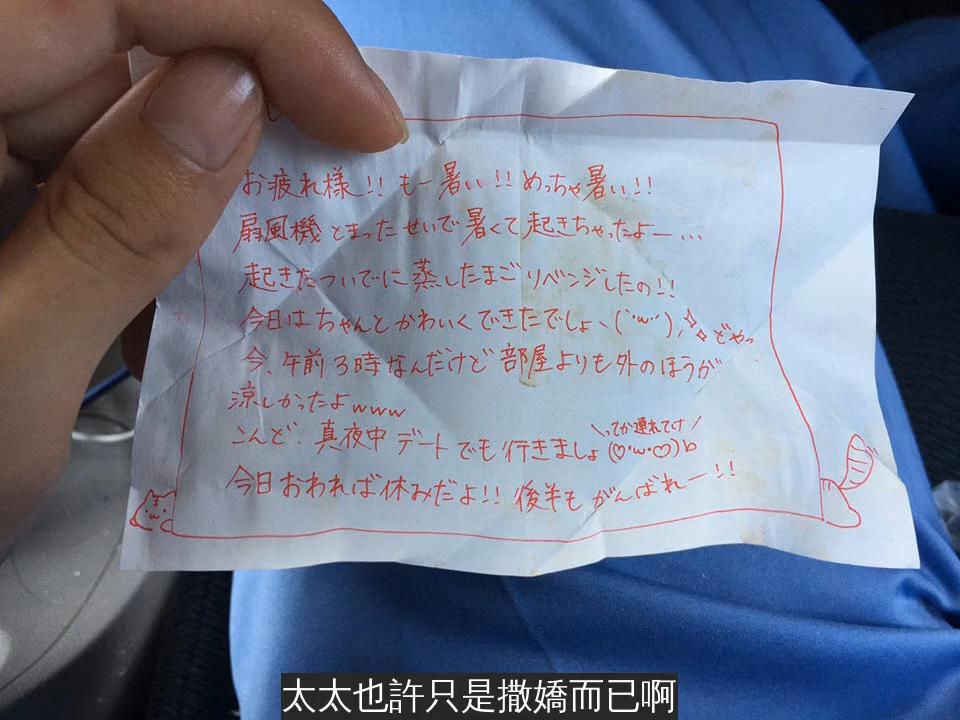 お疲れ様!! もー暑い!! めっちゃ暑い!!
扇風機とまったせいで暑くて起きちゃったよー…
起きたついでに蒸したまごリベンジしたの!!
今日はちゃんとかわいくできたでしょ、(´･ω･`)どやっ
今、午前3時なんだけど部屋よりも外のほうが
涼しかったよwww
\ってか連れてけ/
こんど、真夜中デートでも行きましょ(♡･ω･♡)b
今日おわれば休みだよ!! 後半もがんばれー!!
太太也許只是撒嬌而已啊